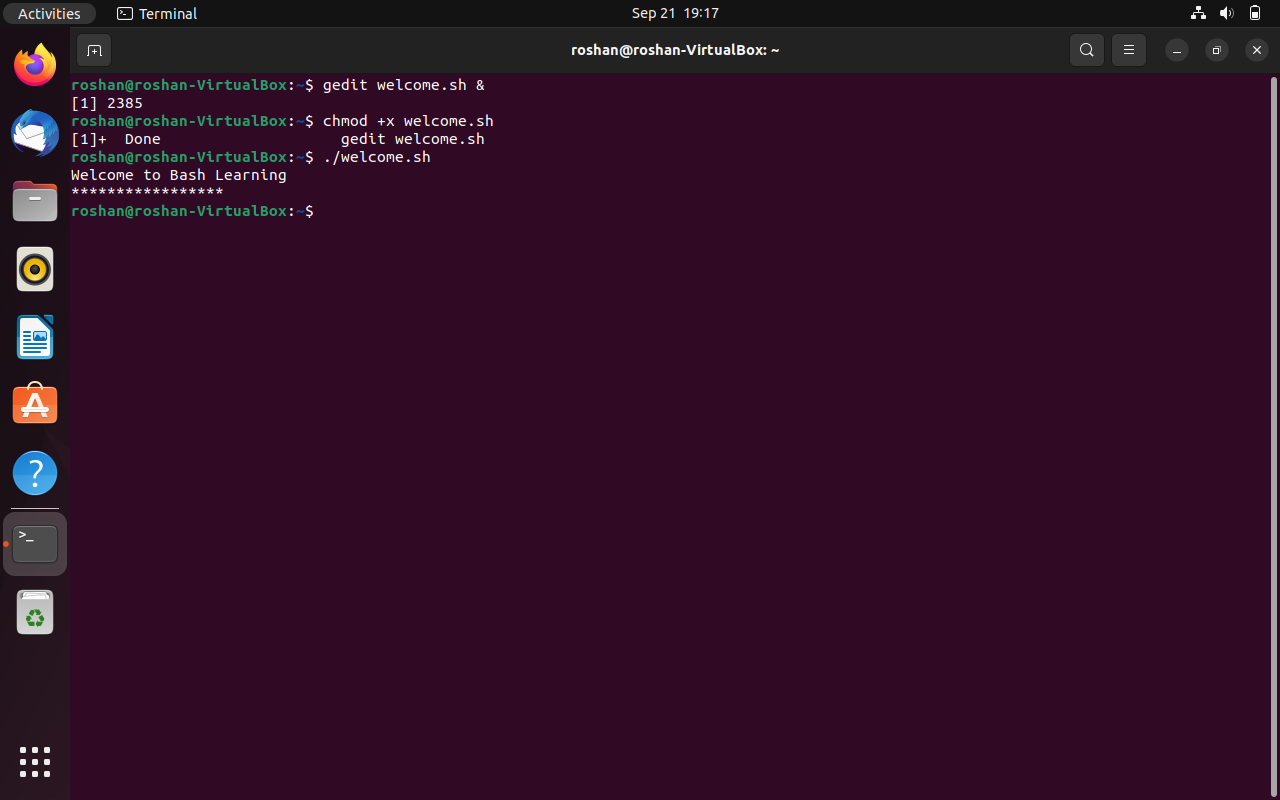 Activities Terminal Sep 21 19:17
roshan@roshan-VirtualBox: ~
roshan@roshan-VirtualBox:~$ gedit welcome.sh &
[1] 2385
roshan@roshan-VirtualBox:~$ chmod +x welcome.sh
[1]+  Done                    gedit welcome.sh
roshan@roshan-VirtualBox:~$ ./welcome.sh
Welcome to Bash Learning
*****************
roshan@roshan-VirtualBox:~$